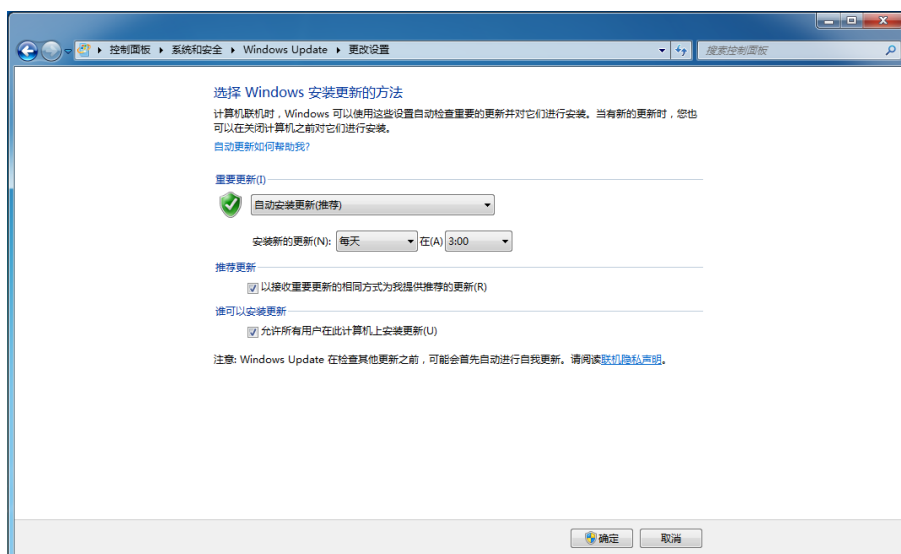 控制面板 ▸ 系统和安全 ▸ Windows Update ▸ 更改设置
搜索控制面板
选择 Windows 安装更新的方法
计算机联机时，Windows 可以使用这些设置自动检查重要的更新并对它们进行安装。当有新的更新时，您也
可以在关闭计算机之前对它们进行安装。
自动更新如何帮助我?
重要更新(I)
自动安装更新(推荐)
安装新的更新(N): 每天 在(A) 3:00
推荐更新
以接收重要更新的相同方式为我提供推荐的更新(R)
谁可以安装更新
允许所有用户在此计算机上安装更新(U)
注意: Windows Update 在检查其他更新之前，可能会首先自动进行自我更新。请阅读联机隐私声明。
确定 取消